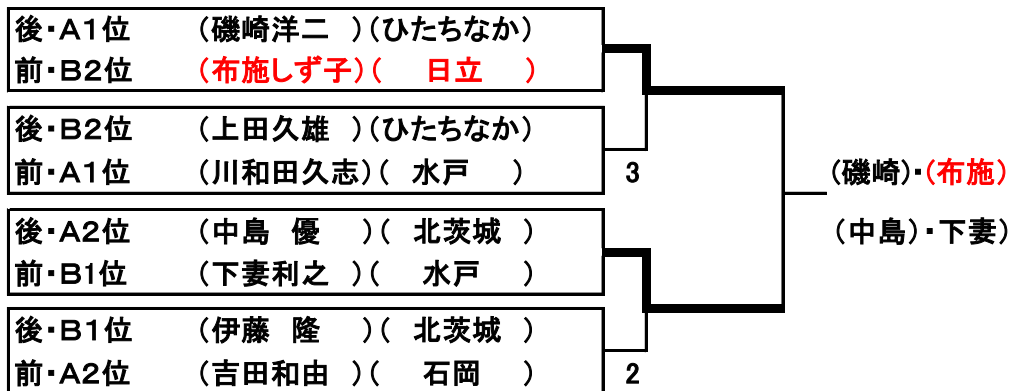 後・A1位 (磯崎洋二 )(ひたちなか)
前・B2位 (布施しず子)( 日立 )
後・B2位 (上田久雄 )(ひたちなか)
前・A1位 (川和田久志)( 水戸 )
3
(磯崎)・(布施)
後・A2位 (中島 優 )( 北茨城 )
(中島)・下妻)
前・B1位 (下妻利之 )( 水戸 )
後・B1位 (伊藤 隆 )( 北茨城 )
前・A2位 (吉田和由 )( 石岡 )
2